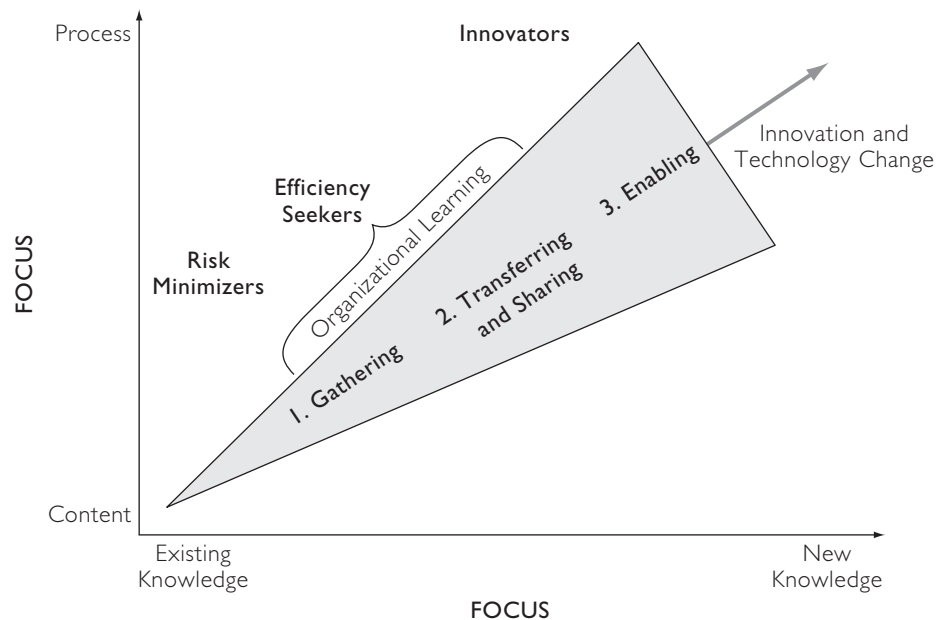 Process
Innovators
Innovation and
Technology Change
3. Enabling
Efficiency
Seekers
Organizational Learning
2. Transferring
and Sharing
Risk
Minimizers
FOCUS
1. Gathering
Content
Existing
Knowledge
New
Knowledge
FOCUS